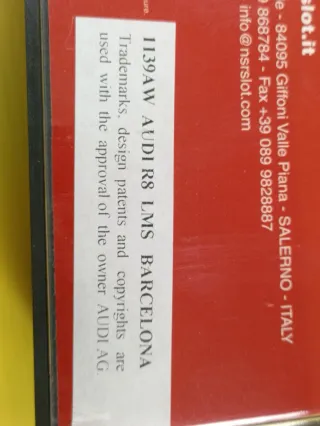 slot.it
e - 84095 Giffoni Valle Piana - SALERNO - ITALY
) 868784 - Fax +39 089 9828887
info@nsrslot.com
1139AW AUDI R8 LMS BARCELONA
Trademarks, design patents and copyrights are
used with the approval of the owner AUDI AG